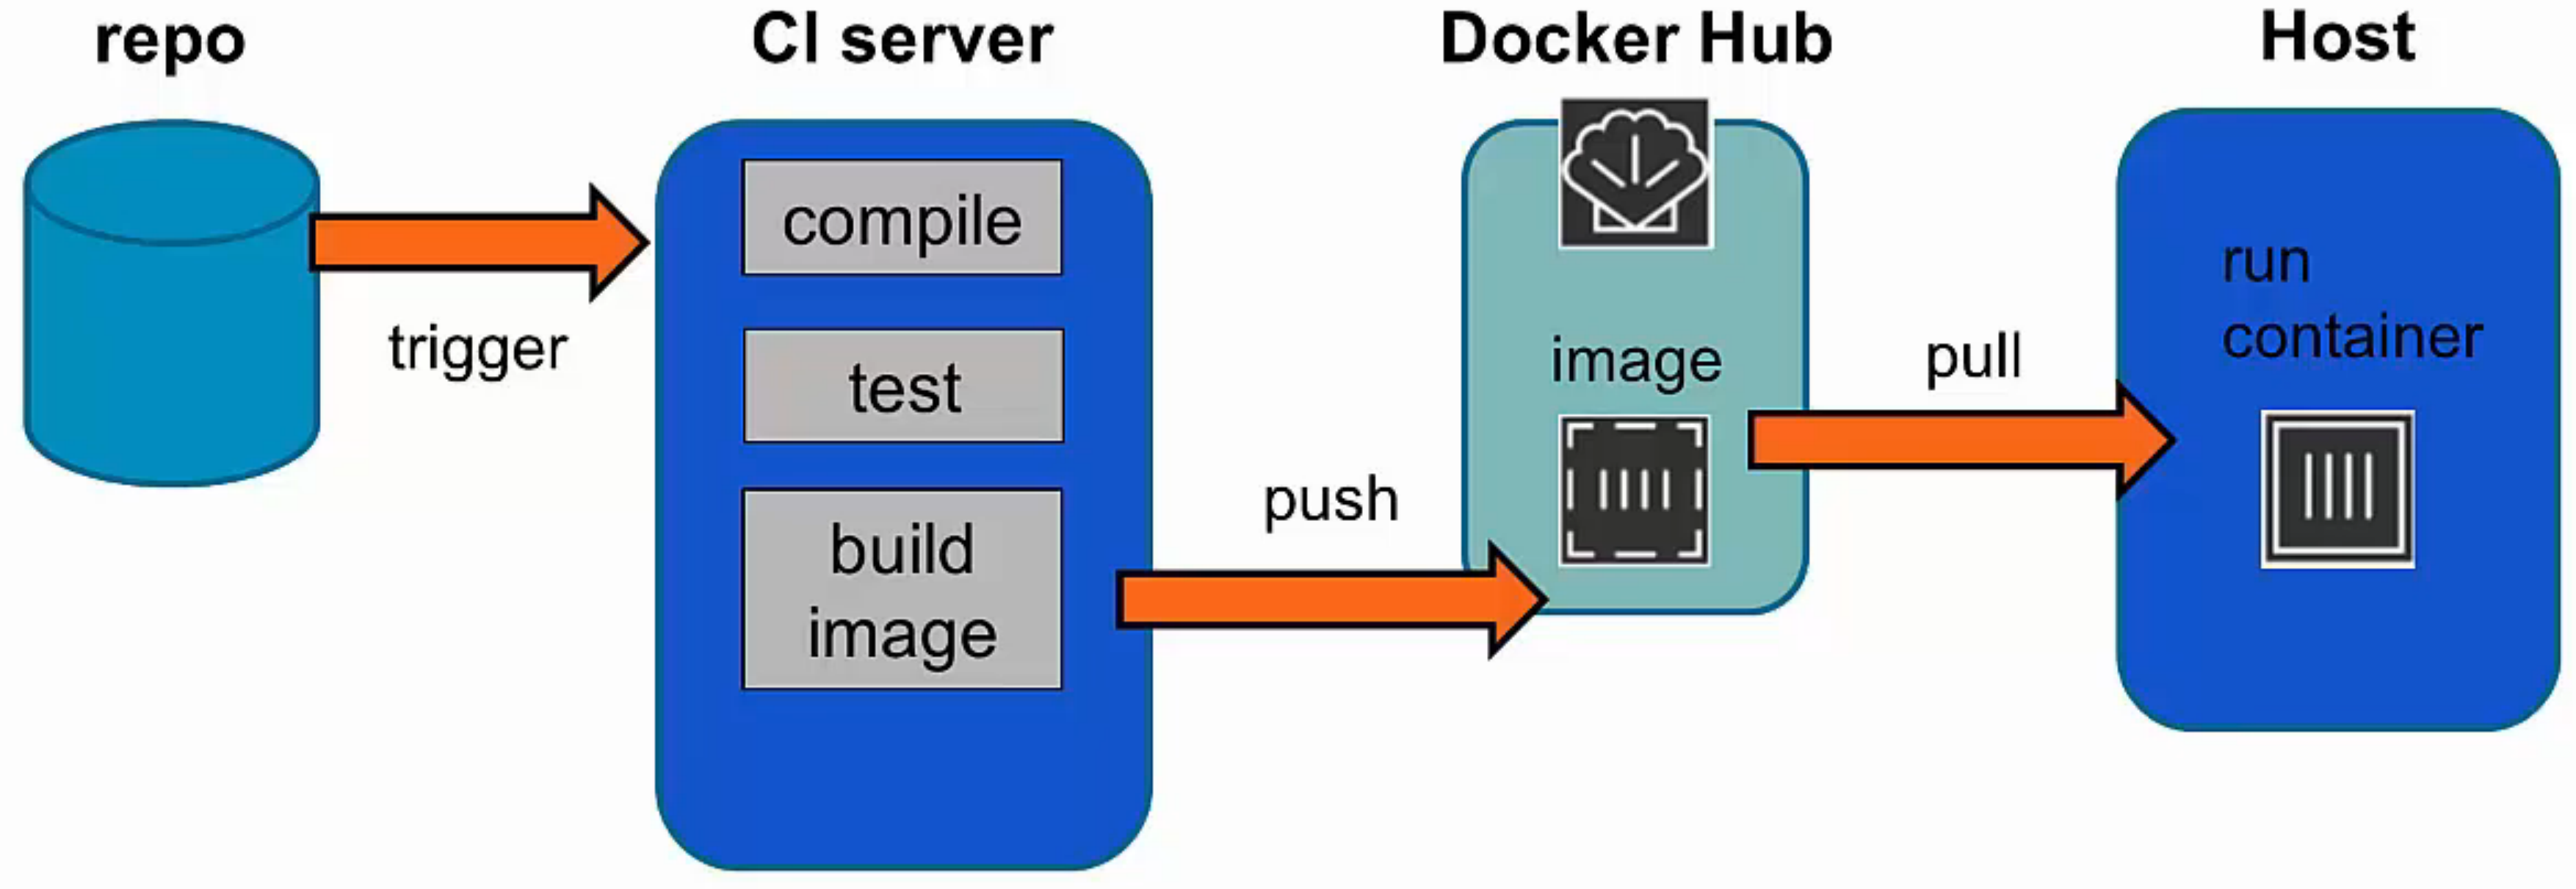 repo
CI server
Docker Hub
Host
trigger
compile
test
build
image
push
image
pull
run
container